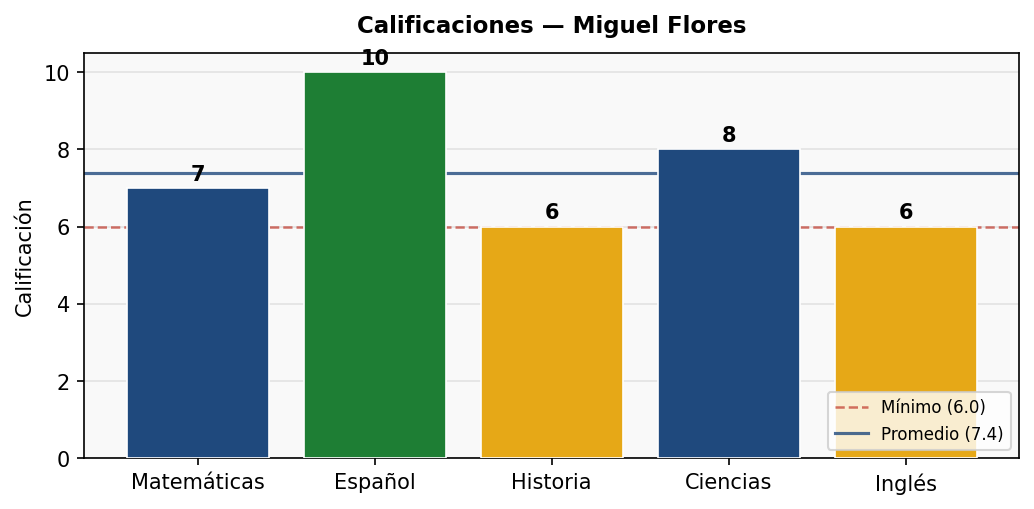 Calificaciones — Miguel Flores
Calificación
10
8
6
4
2
0
7
10
6
8
6
Matemáticas
Español
Historia
Ciencias
Inglés
Mínimo (6.0)
Promedio (7.4)